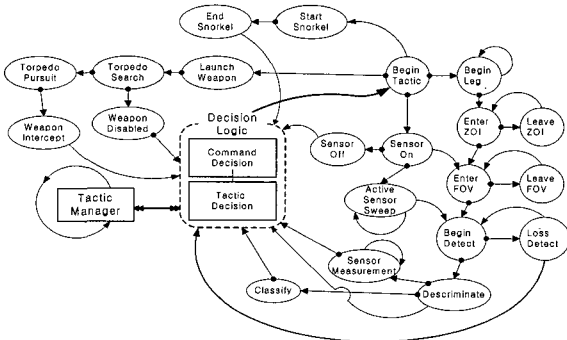 End
Snorkel
Start
Snorkel
Torpedo
Pursuit
Torpedo
Search
Launch
Weapon
Begin
Tactic
Begin
Leg
Weapon
Intercept
Weapon
Disabled
Decision
Logic
Command
Decision
Tactic
Decision
Tactic
Manager
Sensor
Off
Sensor
On
Enter
ZOI
Leave
ZOI
Active
Sensor
Sweep
Enter
FOV
Leave
FOV
Begin
Detect
Loss
Detect
Sensor
Measurement
Classify
Descriminate